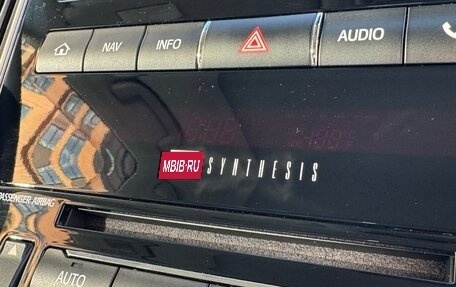 NAV INFO AUDIO
MBIB.RU SYNTHESIS
PASSENGER AIRBAG
AUTO